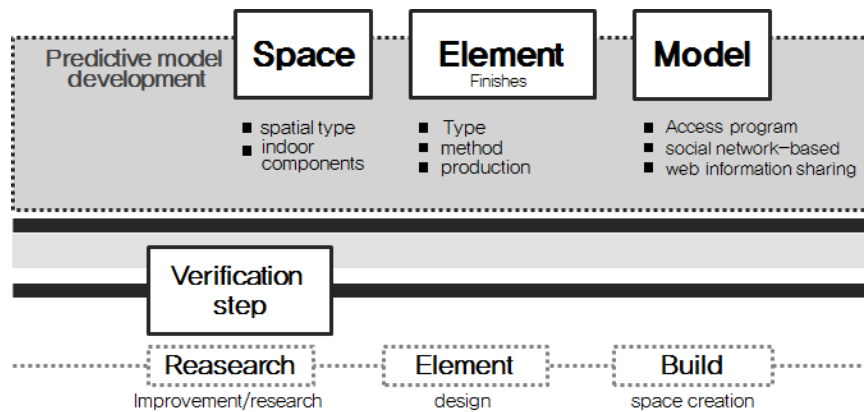 Predictive model
development
Space
Element
Finishes
Model
■ spatial type
■ indoor
components
■ Type
■ method
■ production
■ Access program
■ social network-based
■ web information sharing
Verification
step
Reasearch
Element
Build
Improvement/research
design
space creation